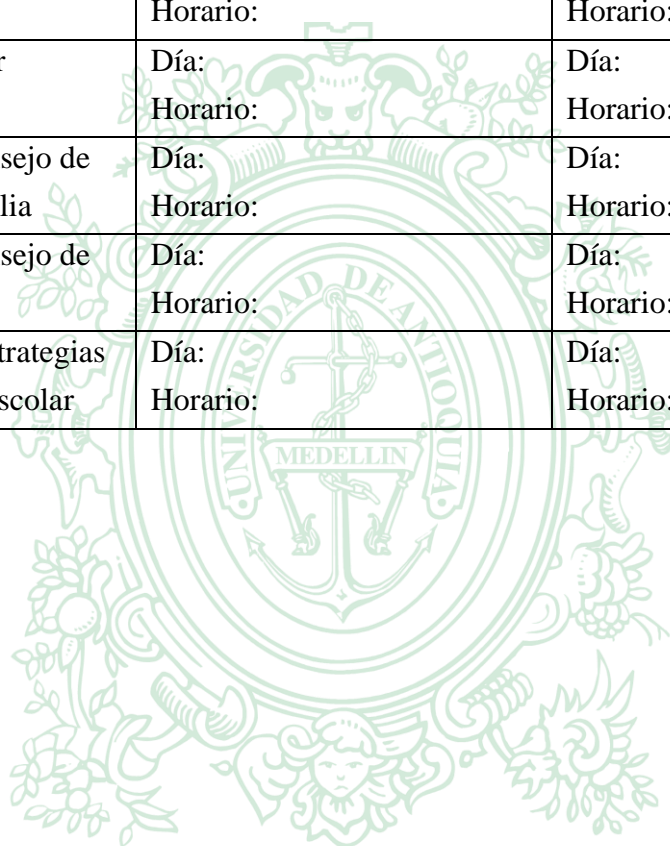 Horario: Horario:
r Día: Día:
Horario: Horario:
sejo de Día: Día:
lia Horario: Horario:
sejo de Día: Día:
Horario: Horario:
trategias Día: Día:
scolar Horario: Horario:
UNIVERSIDAD DE ANTIOQUIA
MEDELLIN